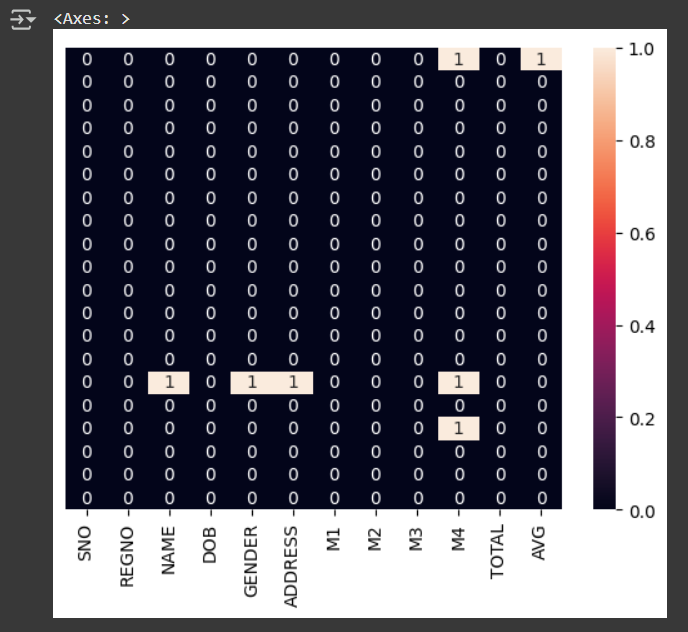 <Axes: >
0 0 0 0 0 0 0 0 0 1 0 1
0 0 0 0 0 0 0 0 0 0 0 0
0 0 0 0 0 0 0 0 0 0 0 0
0 0 0 0 0 0 0 0 0 0 0 0
0 0 0 0 0 0 0 0 0 0 0 0
0 0 0 0 0 0 0 0 0 0 0 0
0 0 0 0 0 0 0 0 0 0 0 0
0 0 0 0 0 0 0 0 0 0 0 0
0 0 0 0 0 0 0 0 0 0 0 0
0 0 0 0 0 0 0 0 0 0 0 0
0 0 0 0 0 0 0 0 0 0 0 0
0 0 0 0 0 0 0 0 0 0 0 0
0 0 0 0 0 0 0 0 0 0 0 0
0 0 0 0 0 0 0 0 0 0 0 0
0 0 1 0 1 1 0 0 0 1 0 0
0 0 0 0 0 0 0 0 0 0 0 0
0 0 0 0 0 0 0 0 0 1 0 0
0 0 0 0 0 0 0 0 0 0 0 0
0 0 0 0 0 0 0 0 0 0 0 0
0 0 0 0 0 0 0 0 0 0 0 0
SNO
REGNO
NAME
DOB
GENDER
ADDRESS
M1
M2
M3
M4
TOTAL
AVG
1.0
0.8
0.6
0.4
0.2
0.0